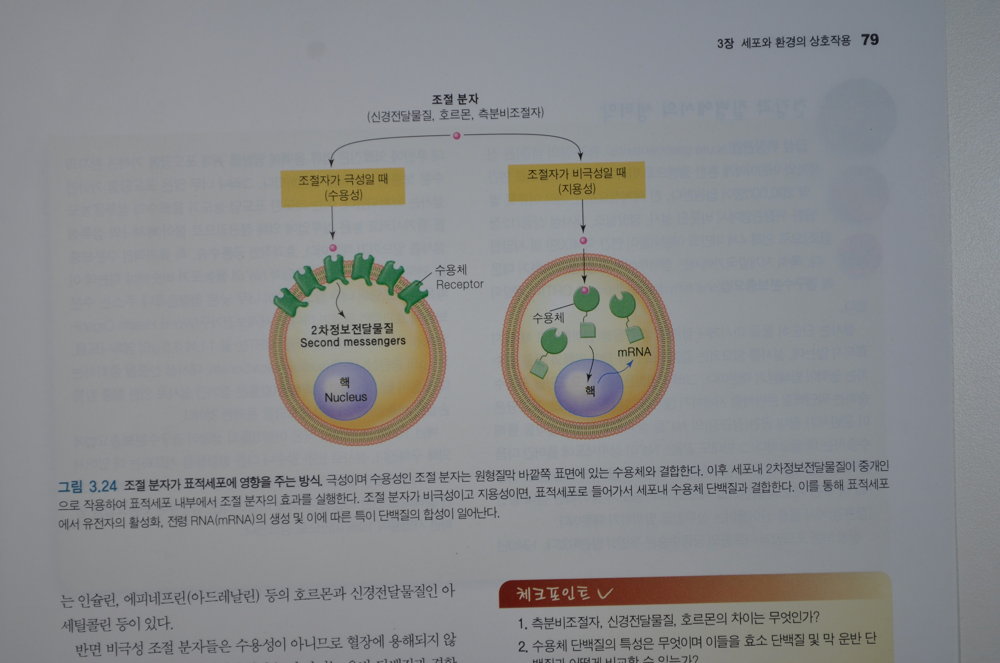 3장 세포와 환경의 상호작용 79
조절 분자
(신경전달물질, 호르몬, 측분비조절자)
조절자가 극성일 때
(수용성)
조절자가 비극성일 때
(지용성)
수용체
Receptor
2차정보전달물질
Second messengers
핵
Nucleus
수용체
mRNA
핵
그림 3.24 조절 분자가 표적세포에 영향을 주는 방식. 극성이며 수용성인 조절 분자는 원형질막 바깥쪽 표면에 있는 수용체와 결합한다. 이후 세포내 2차정보전달물질이 중개인
으로 작용하여 표적세포 내부에서 조절 분자의 효과를 실행한다. 조절 분자가 비극성이고 지용성이면, 표적세포로 들어가서 세포내 수용체 단백질과 결합한다. 이를 통해 표적세포
에서 유전자의 활성화, 전령 RNA(mRNA)의 생성 및 이에 따른 특이 단백질의 합성이 일어난다.
는 인슐린, 에피네프린(아드레날린) 등의 호르몬과 신경전달물질인 아
세틸콜린 등이 있다.
반면 비극성 조절 분자들은 수용성이 아니므로 혈장에 용해되지 않
체크포인트
1. 측분비조절자, 신경전달물질, 호르몬의 차이는 무엇인가?
2. 수용체 단백질의 특성은 무엇이며 이들을 효소 단백질 및 막 운반 단
백질과 어떻게 비교할 수 있는가?